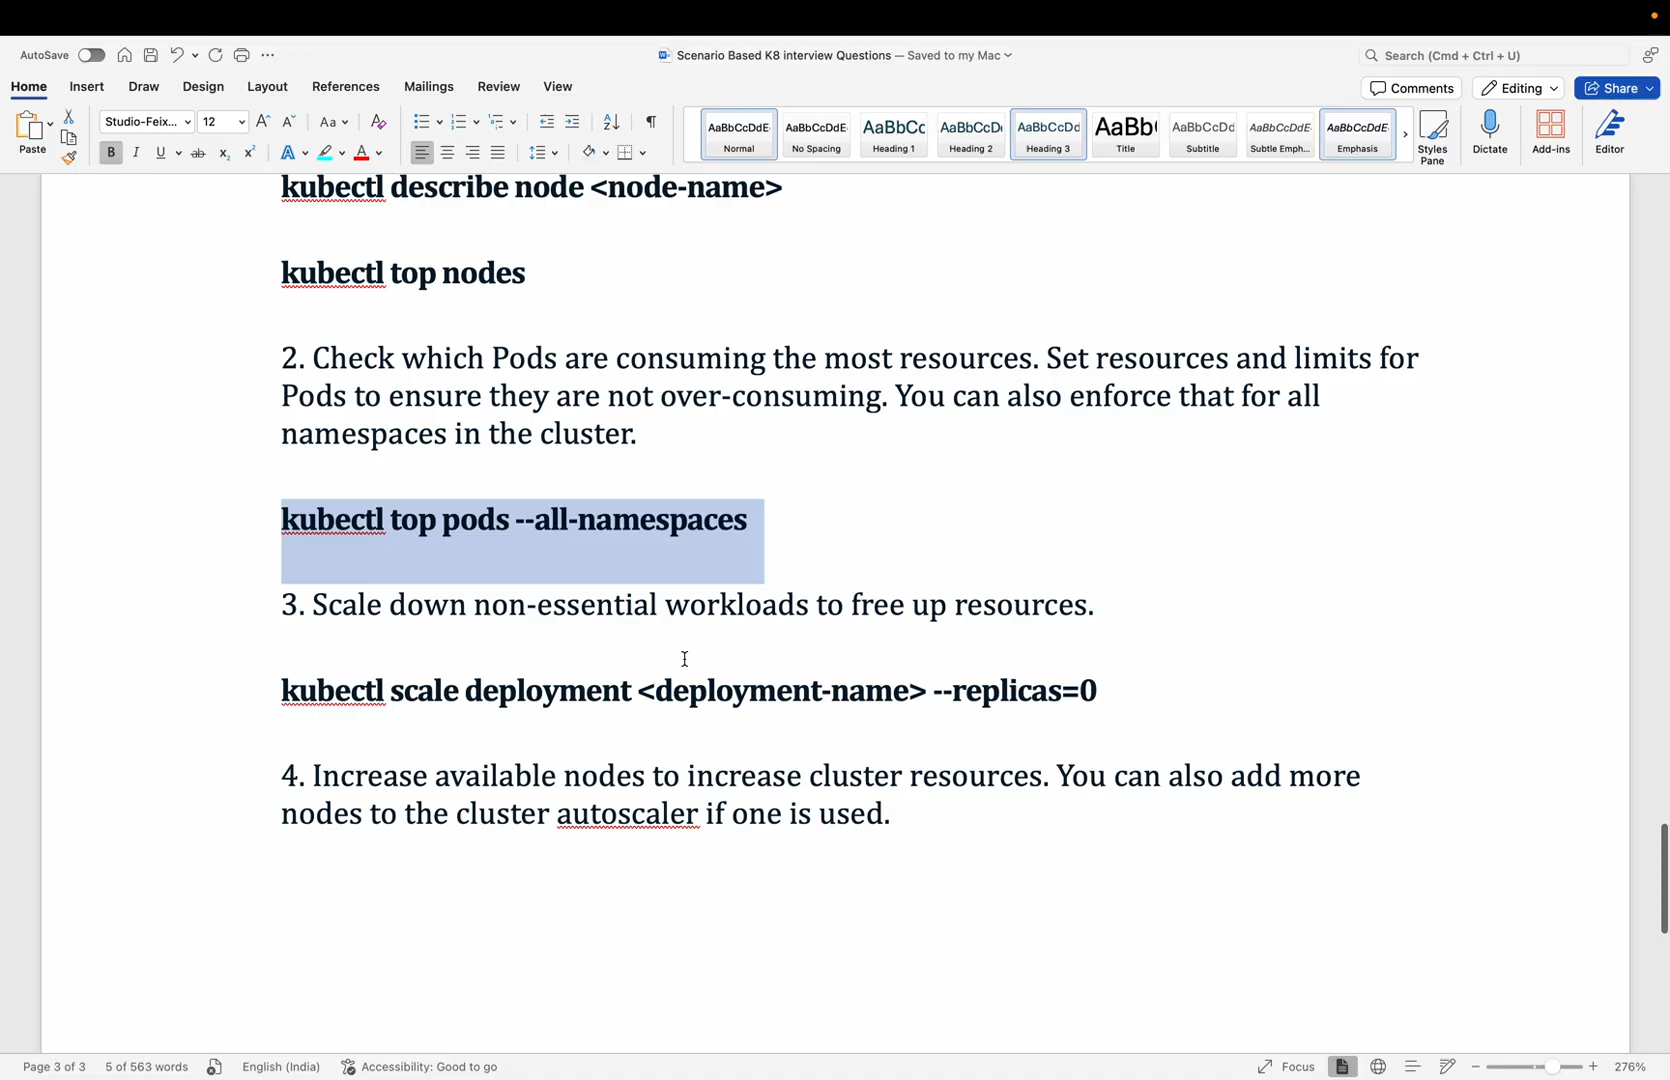 AutoSave
Scenario Based K8 interview Questions — Saved to my Mac
Search (Cmd + Ctrl + U)
Home Insert Draw Design Layout References Mailings Review View
Comments Editing Share
Paste
Studio-Feix... 12
Aa
B I U ab x₂ x² A A
AaBbCcDdE Normal
AaBbCcDdE No Spacing
AaBbCc Heading 1
AaBbCcD Heading 2
AaBbCcDd Heading 3
AaBb Title
AaBbCcDd Subtitle
AaBbCcDdE Subtle Emph...
AaBbCcDdE Emphasis
Styles Pane
Dictate
Add-ins
Editor
kubectl describe node <node-name>
kubectl top nodes
2. Check which Pods are consuming the most resources. Set resources and limits for
Pods to ensure they are not over-consuming. You can also enforce that for all
namespaces in the cluster.
kubectl top pods --all-namespaces
3. Scale down non-essential workloads to free up resources.
kubectl scale deployment <deployment-name> --replicas=0
4. Increase available nodes to increase cluster resources. You can also add more
nodes to the cluster autoscaler if one is used.
Page 3 of 3 5 of 563 words English (India) Accessibility: Good to go Focus 276%